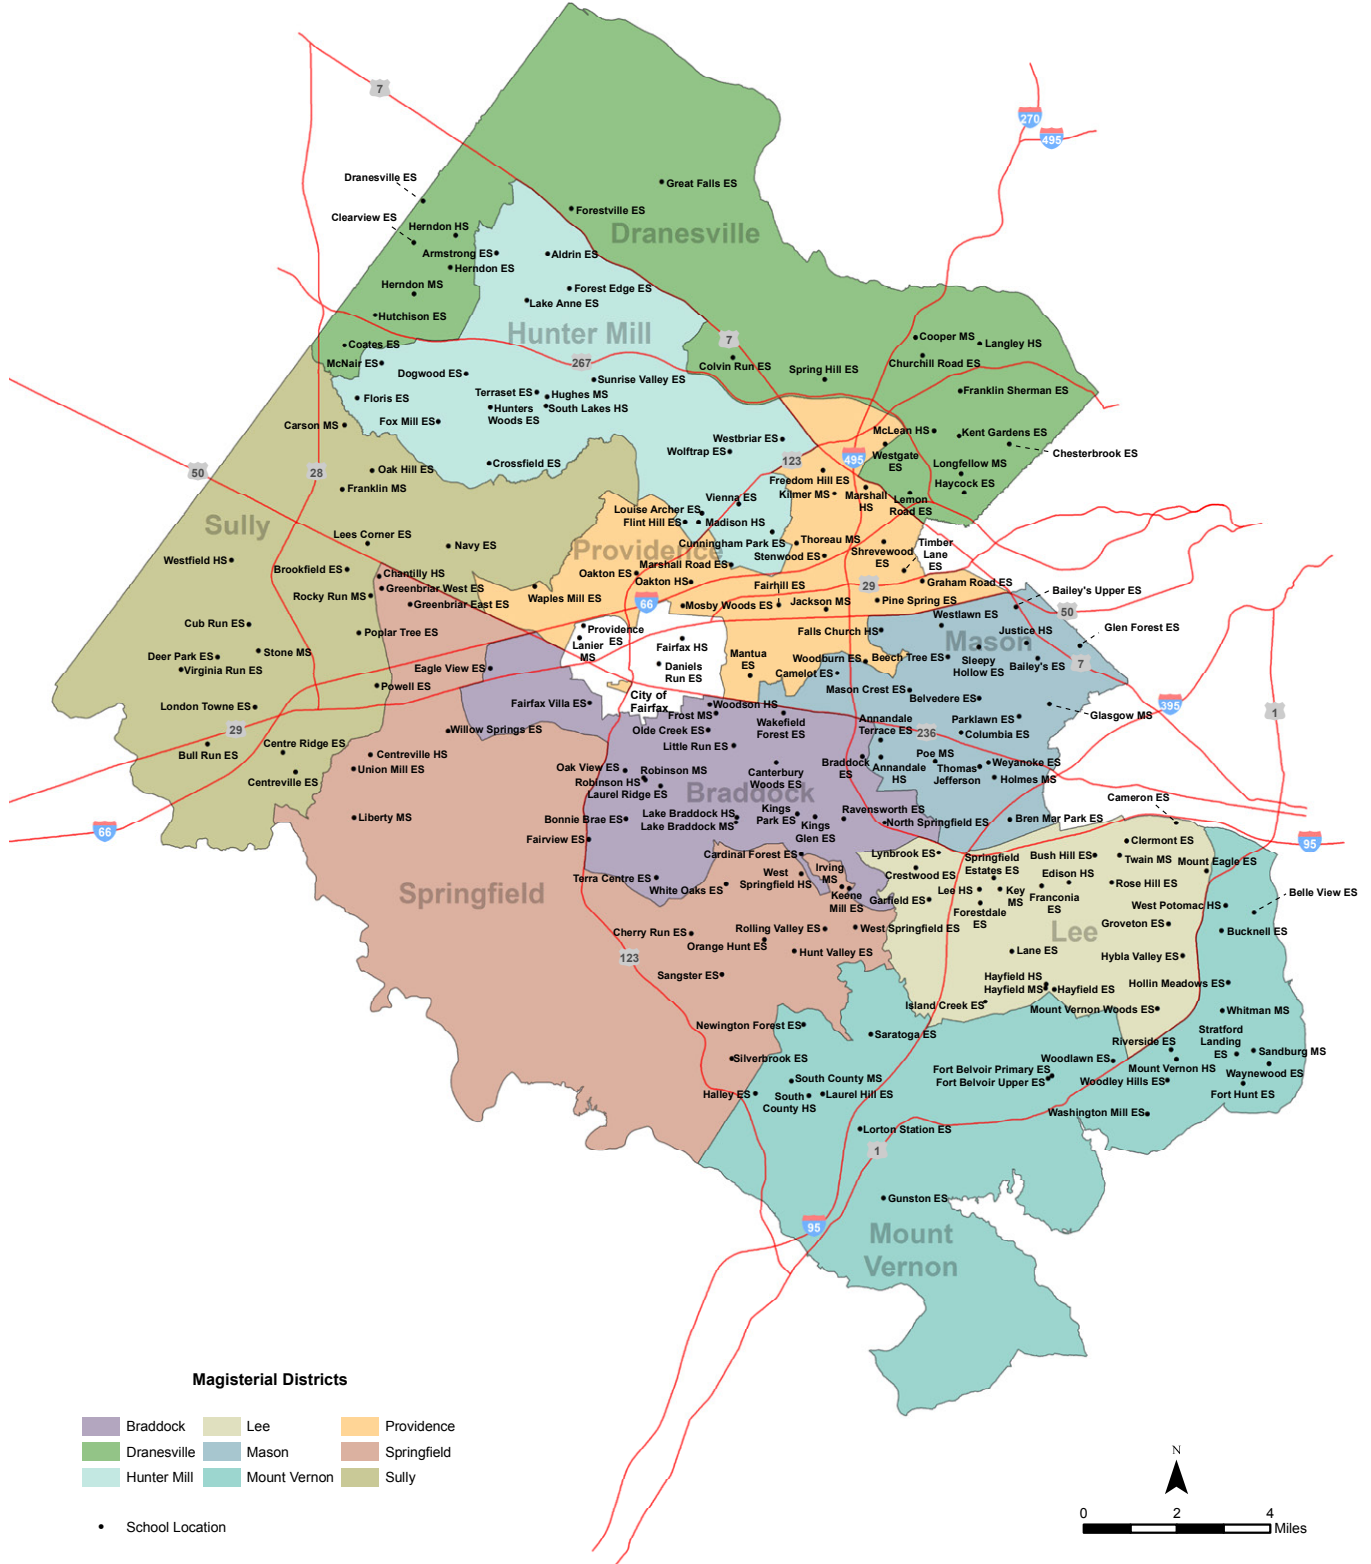 7
270
495
Dranesville ES
Great Falls ES
Clearview ES
Forestville ES
Herndon HS
Dranesville
Armstrong ES
Aldrin ES
Herndon ES
Herndon MS
Forest Edge ES
Lake Anne ES
Hutchison ES
Hunter Mill
7
Cooper MS
Langley HS
Coates ES
McNair ES
267
Colvin Run ES
Churchill Road ES
Dogwood ES
Spring Hill ES
Sunrise Valley ES
Terraset ES
Hughes MS
Franklin Sherman ES
Floris ES
Hunters
Woods ES
South Lakes HS
Fox Mill ES
Carson MS
McLean HS
Kent Gardens ES
Westbriar ES
Wolftrap ES
Chesterbrook ES
123
495
Westgate
ES
Longfellow MS
Crossfield ES
50
28
Oak Hill ES
Franklin MS
Freedom Hill ES
Kilmer MS
Haycock ES
Marshall
HS
Lemon
Road ES
Vienna ES
Louise Archer ES
Flint Hill ES
Madison HS
Sully
Lees Corner ES
Navy ES
Providence
Cunningham Park ES
Thoreau MS
Stenwood ES
Shrevewood
ES
Timber
Lane
ES
Westfield HS
Brookfield ES
Chantilly HS
Marshall Road ES
Oakton ES
Oakton HS
Fairhill ES
29
Graham Road ES
Greenbriar West ES
Rocky Run MS
Greenbriar East ES
Waples Mill ES
66
Mosby Woods ES
Jackson MS
Pine Spring ES
Bailey's Upper ES
50
Westlawn ES
Cub Run ES
Poplar Tree ES
Providence
ES
Lanier
MS
Fairfax HS
Falls Church HS
Mason
Justice HS
Glen Forest ES
Deer Park ES
Stone MS
Virginia Run ES
Eagle View ES
Daniels
Run ES
Mantua
ES
Woodburn ES
Beech Tree ES
Sleepy
Hollow ES
Bailey's ES
7
Camelot ES
Powell ES
City of
Fairfax
Mason Crest ES
Belvedere ES
London Towne ES
Fairfax Villa ES
Woodson HS
Frost MS
Wakefield
Forest ES
395
Glasgow MS
1
29
Willow Springs ES
Olde Creek ES
Annandale
Terrace ES
236
Parklawn ES
Columbia ES
Bull Run ES
Centre Ridge ES
Centreville HS
Little Run ES
Poe MS
Union Mill ES
Centreville ES
Oak View ES
Robinson MS
Robinson HS
Laurel Ridge ES
Canterbury
Woods ES
Braddock
ES
Annandale
HS
Thomas
Jefferson
Weyanoke ES
Holmes MS
Braddock
Cameron ES
Liberty MS
66
Bonnie Brae ES
Lake Braddock HS
Lake Braddock MS
Kings
Park ES
Kings
Glen ES
Ravensworth ES
North Springfield ES
Bren Mar Park ES
Fairview ES
Clermont ES
95
Cardinal Forest ES
Lynbrook ES
Springfield
Estates ES
Bush Hill ES
Twain MS
Mount Eagle ES
Terra Centre ES
White Oaks ES
West
Springfield HS
Irving
MS
Crestwood ES
Edison HS
Rose Hill ES
Springfield
Keene
Mill ES
Garfield ES
Lee HS
Key
MS
Franconia
ES
Belle View ES
Forestdale
ES
West Potomac HS
Cherry Run ES
Rolling Valley ES
West Springfield ES
Groveton ES
Bucknell ES
Orange Hunt ES
Hunt Valley ES
Lee
123
Lane ES
Hybla Valley ES
Sangster ES
Hayfield HS
Hayfield MS
Hayfield ES
Hollin Meadows ES
Island Creek ES
Mount Vernon Woods ES
Whitman MS
Newington Forest ES
Saratoga ES
Stratford
Landing
ES
Riverside ES
Sandburg MS
Silverbrook ES
Woodlawn ES
Mount Vernon HS
Fort Belvoir Primary ES
Fort Belvoir Upper ES
Waynewood ES
South County MS
Woodley Hills ES
Halley ES
South
County HS
Laurel Hill ES
Fort Hunt ES
Washington Mill ES
Lorton Station ES
1
Gunston ES
95
Mount
Vernon
Magisterial Districts
Braddock
Lee
Providence
Dranesville
Mason
Springfield
Hunter Mill
Mount Vernon
Sully
School Location
N
0
2
4
Miles